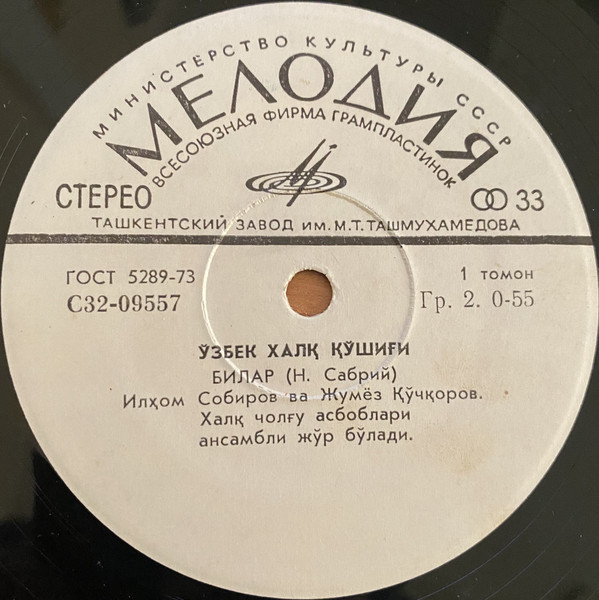 МИНИСТЕРСТВО КУЛЬТУРЫ СССР
МЕЛОДИЯ
ВСЕСОЮЗНАЯ ФИРМА ГРАМПЛАСТИНОК
СТЕРЕО
33
ТАШКЕНТСКИЙ ЗАВОД ИМ. М.Т. ТАШМУХАМЕДОВА
ГОСТ 5289-73
1 томон
С32-09557
Гр. 2. 0-55
ЎЗБЕК ХАЛҚ ҚЎШИҒИ
БИЛАР (Н. Сабрий)
Илҳом Собиров ва Жумёз Қўчқоров.
Халқ чолғу асбоблари
ансамбли жўр бўлади.